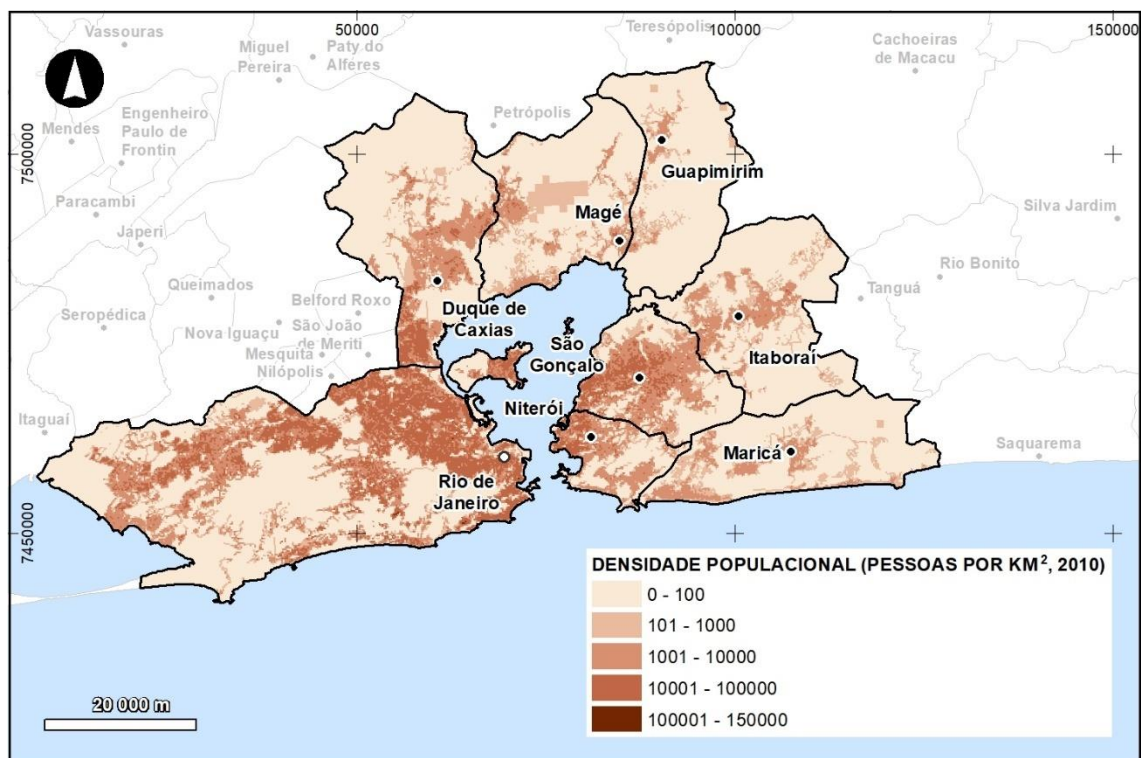 50000
100000
150000
Vassouras
Miguel
Pereira
Paty do
Alferes
Teresópolis
Cachoeiras
de Macacu
Mendes
Engenheiro
Paulo de
Frontin
Petrópolis
7500000
Guapimirim
Paracambi
Magé
Silva Jardim
Japeri
Rio Bonito
Queimados
Tanguá
Belford Roxo
Duque de
Caxias
Seropédica
Nova Iguaçu
São João
de Meriti
São
Gonçalo
Itaboraí
Mesquita
Nilópolis
Niterói
Itaguaí
Maricá
Saquarema
Rio de
Janeiro
7450000
DENSIDADE POPULACIONAL (PESSOAS POR KM², 2010)
0 - 100
101 - 1000
1001 - 10000
10001 - 100000
100001 - 150000
20 000 m